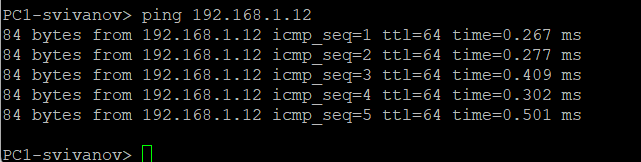 PC1-svivanov> ping 192.168.1.12
84 bytes from 192.168.1.12 icmp_seq=1 ttl=64 time=0.267 ms
84 bytes from 192.168.1.12 icmp_seq=2 ttl=64 time=0.277 ms
84 bytes from 192.168.1.12 icmp_seq=3 ttl=64 time=0.409 ms
84 bytes from 192.168.1.12 icmp_seq=4 ttl=64 time=0.302 ms
84 bytes from 192.168.1.12 icmp_seq=5 ttl=64 time=0.501 ms
PC1-svivanov>